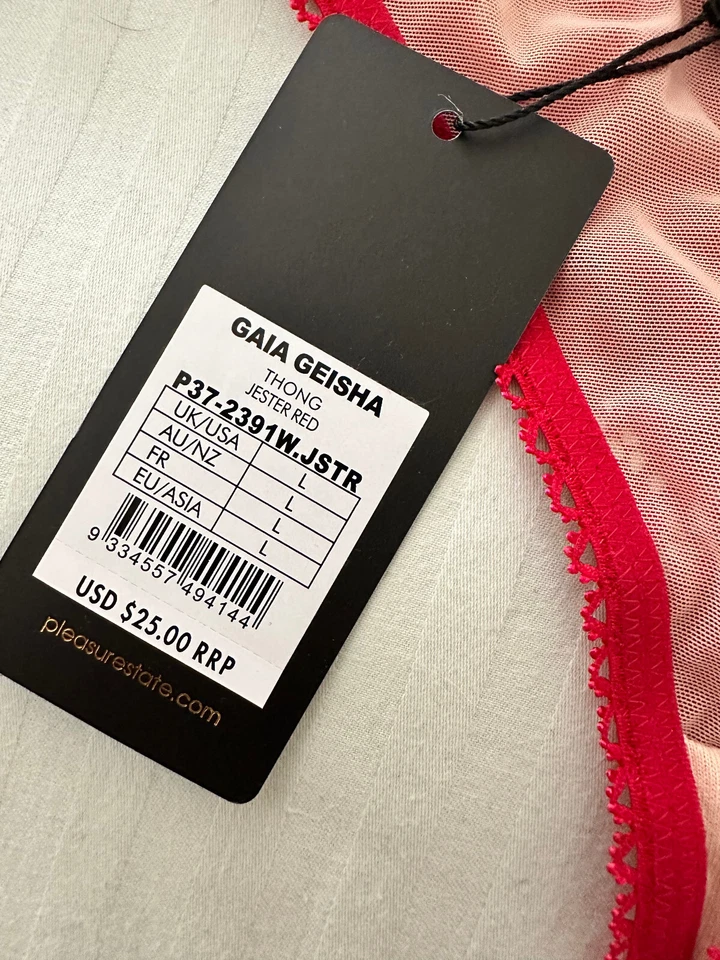 GAIA GEISHA
THONG
JESTER RED
P37-2391W.JSTR
UK/USA L
AU/NZ L
FR L
EU/ASIA L
9 334557 494144
USD $25.00 RRP
pleasurestate.com